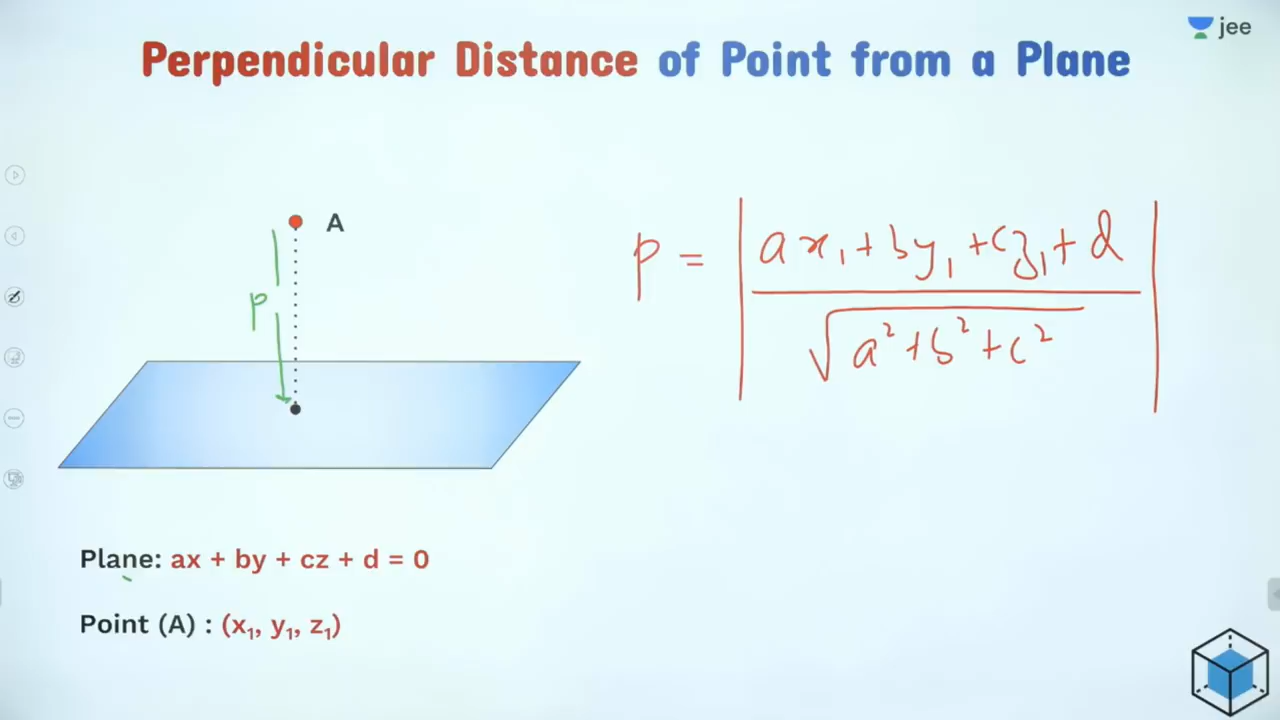 jee
Perpendicular Distance of Point from a Plane
A
p
p = | ax₁ + by₁ + cz₁ + d |
√a² + b² + c²
Plane: ax + by + cz + d = 0
Point (A) : (x₁, y₁, z₁)